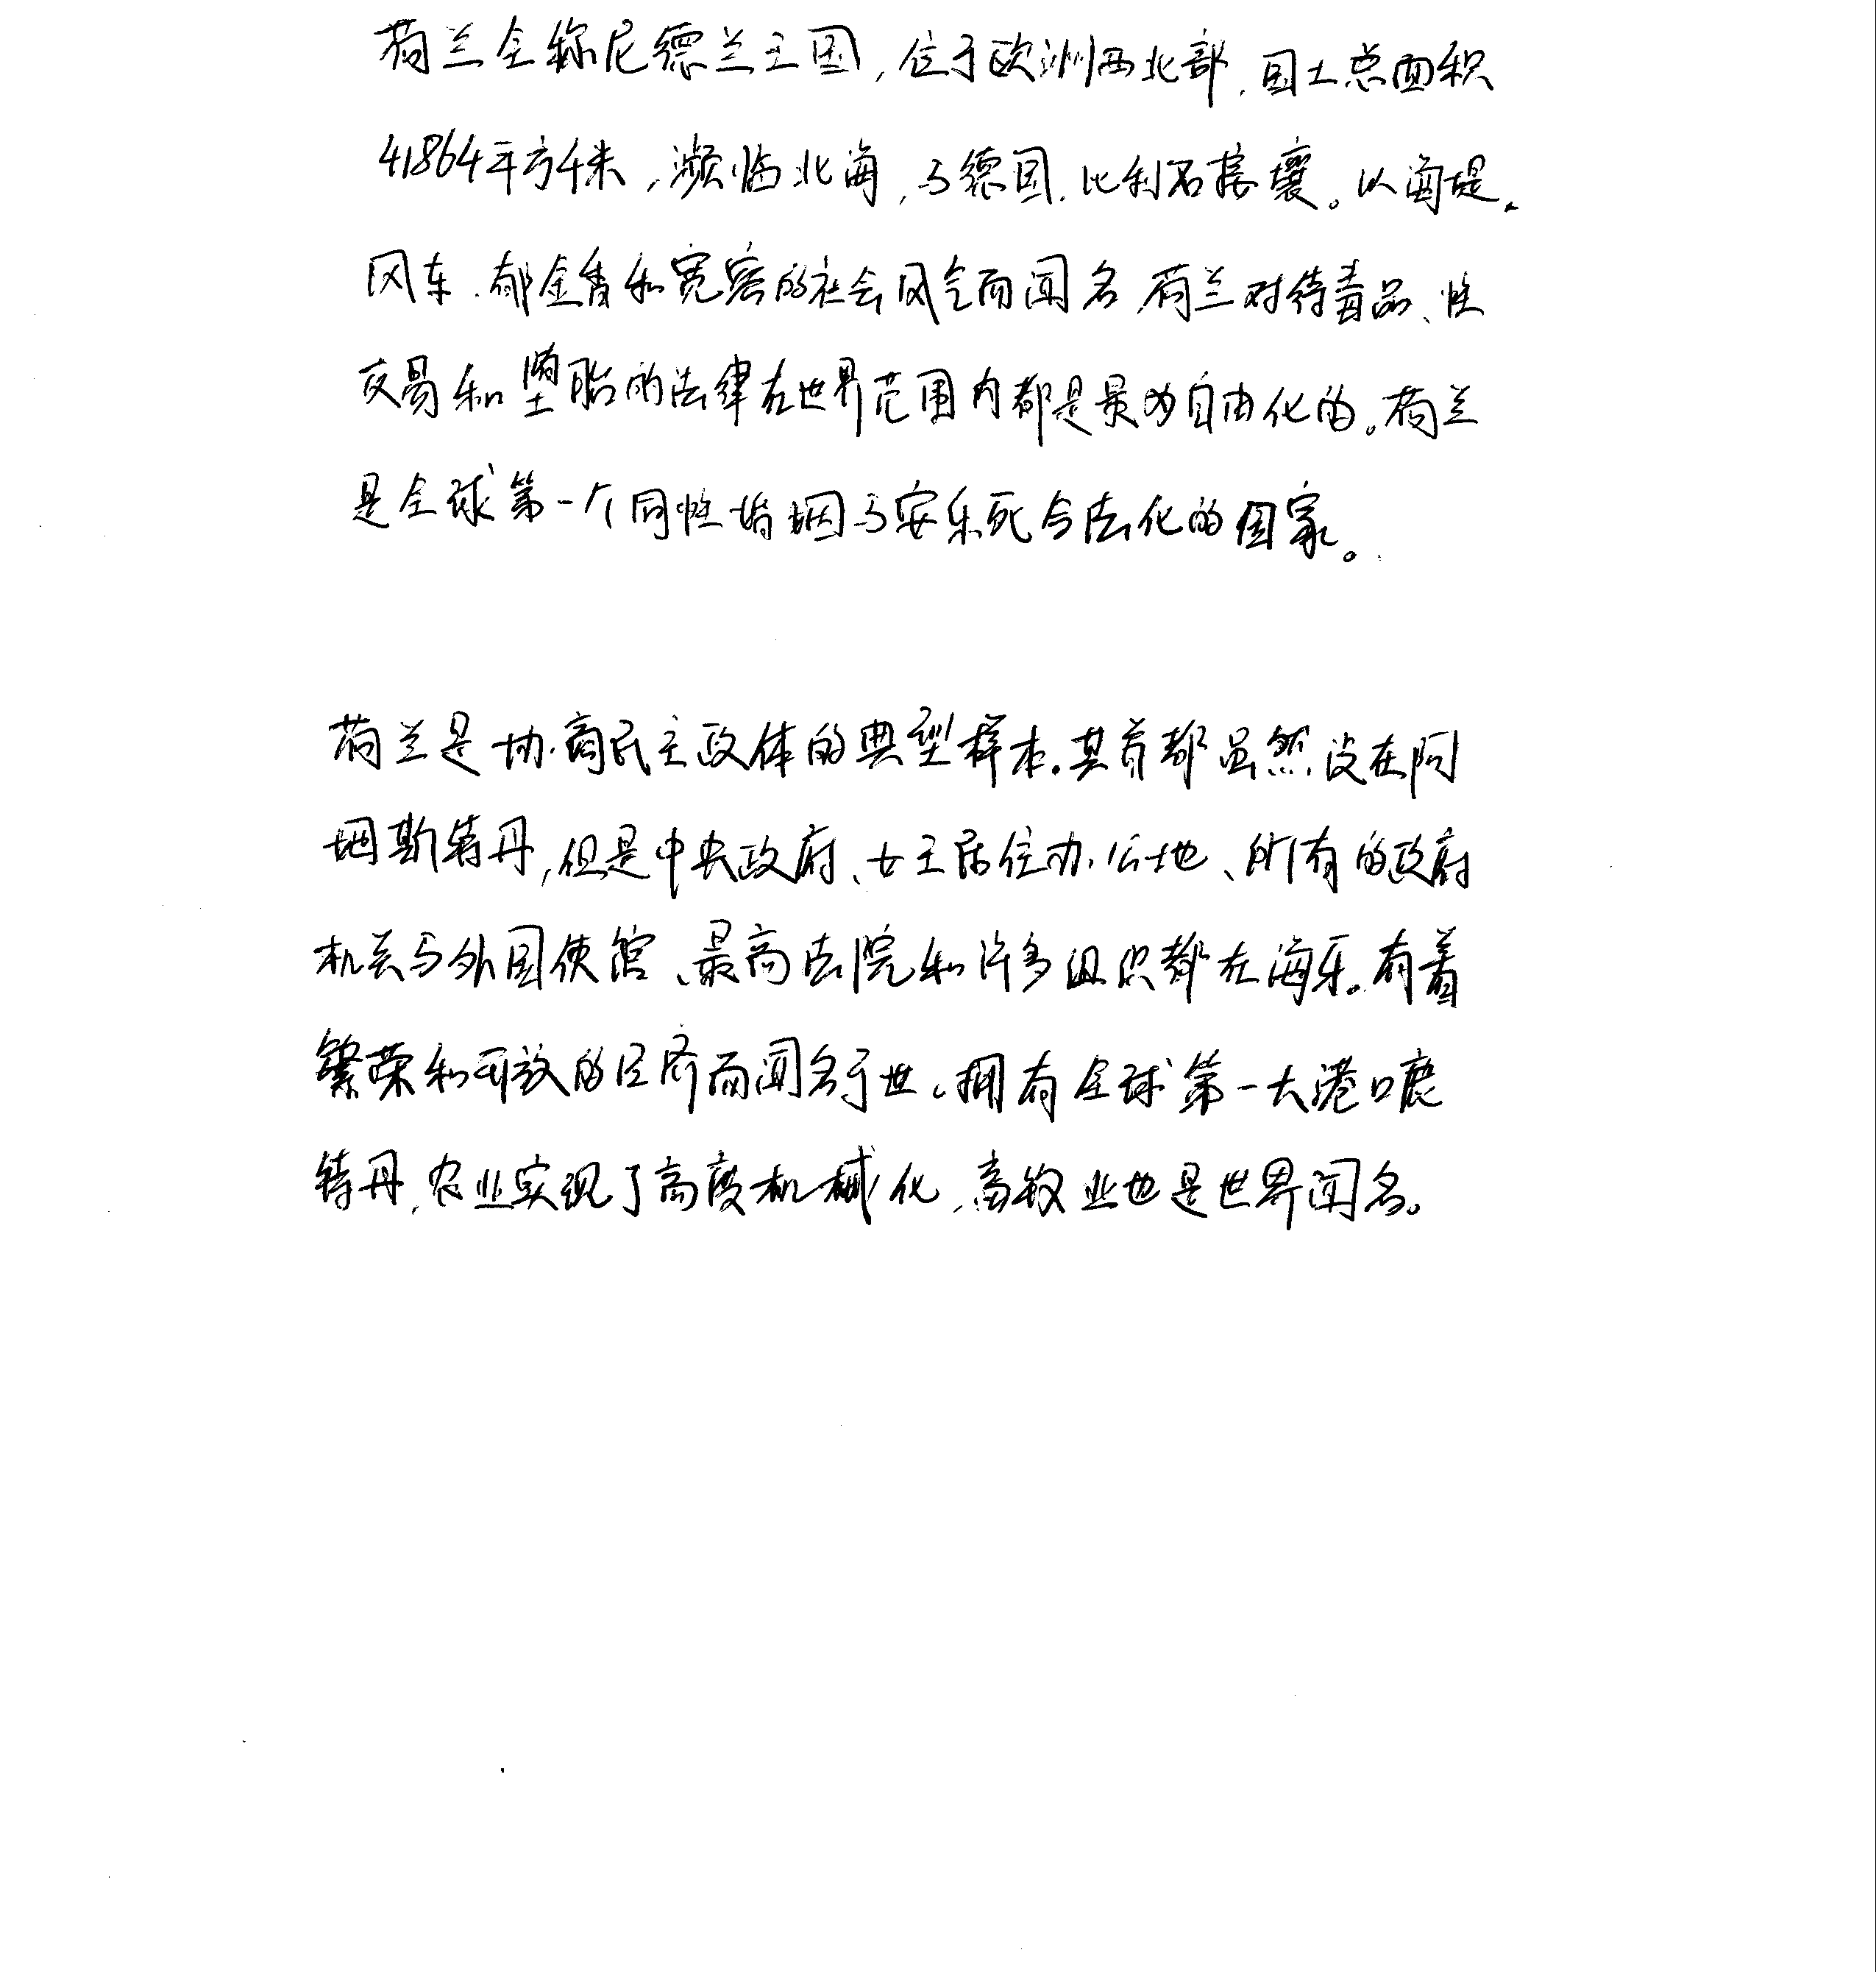 荷兰全称尼德兰王国,位于欧洲西北部,国土总面积
41864平方千米,濒临北海,与德国、比利时接壤。以海堤、
风车、郁金香和宽容的社会风气而闻名,荷兰对待毒品、性
交易和堕胎的法律在世界范围内都是最为自由化的。荷兰
是全球第一个同性婚姻与安乐死合法化的国家。
荷兰是协商民主政体的典型样本。其首都虽然设在阿
姆斯特丹,但是中央政府、女王居住办公地、所有的政府
机关与外国使馆、最高法院和许多组织都在海牙。有着
繁荣和开放的经济而闻名于世。拥有全球第一大港口鹿
特丹,农业实现了高度机械化,畜牧业也是世界闻名。